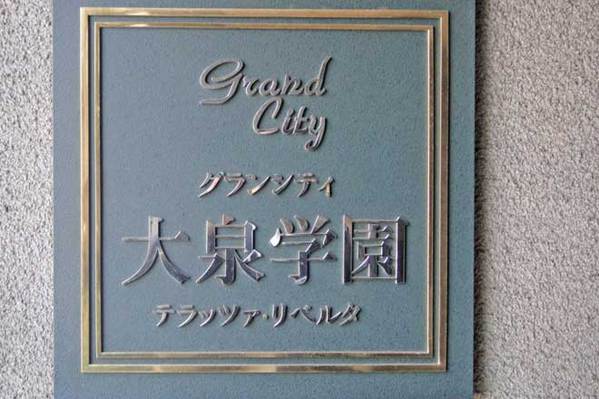 Grand
City
グランシティ
大泉学園
テラッツァ・リベルタ